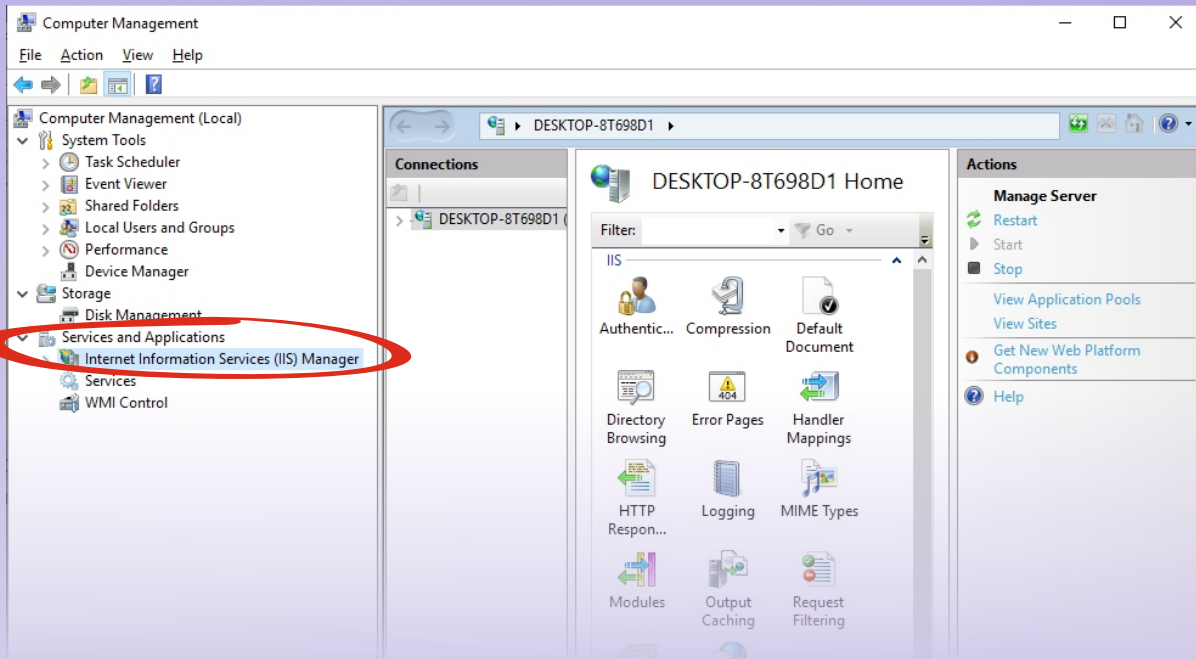 Computer Management
File Action View Help
Computer Management (Local)
System Tools
Task Scheduler
Event Viewer
Shared Folders
Local Users and Groups
Performance
Device Manager
Storage
Disk Management
Services and Applications
Internet Information Services (IIS) Manager
Services
WMI Control
DESKTOP-8T698D1
Connections
DESKTOP-8T698D1 (
DESKTOP-8T698D1 Home
Filter:
Go
IIS
Authentic... Compression Default
Document
Directory Error Pages Handler
Browsing Mappings
404
HTTP Logging MIME Types
Respon...
Modules Output Request
Caching Filtering
Actions
Manage Server
Restart
Start
Stop
View Application Pools
View Sites
Get New Web Platform
Components
Help